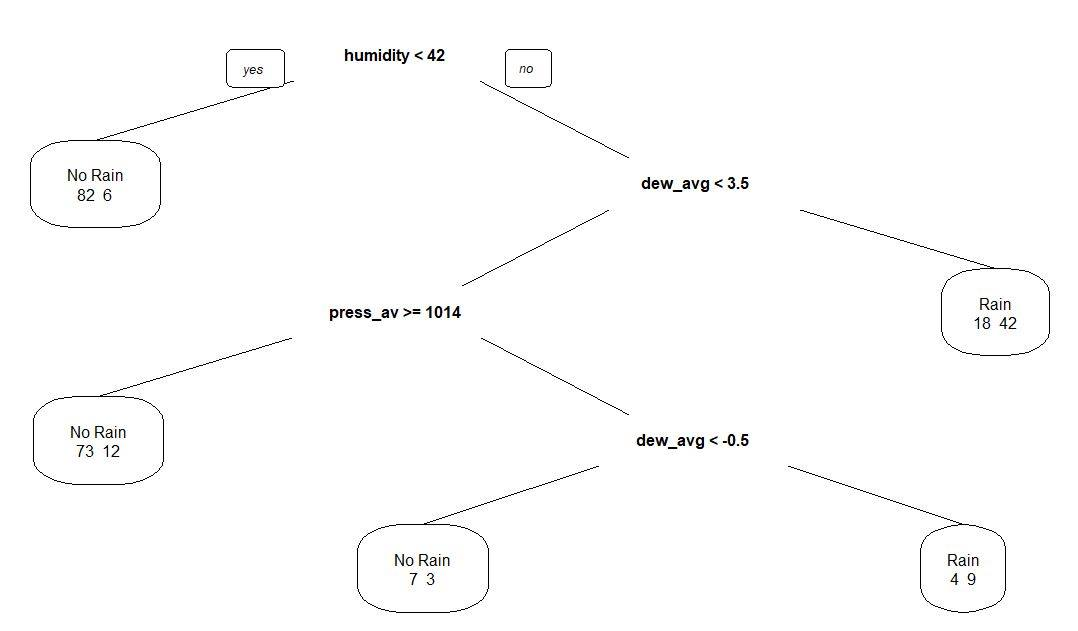 humidity < 42
yes
no
No Rain
82 6
dew_avg < 3.5
press_av >= 1014
Rain
18 42
No Rain
73 12
dew_avg < -0.5
No Rain
7 3
Rain
4 9